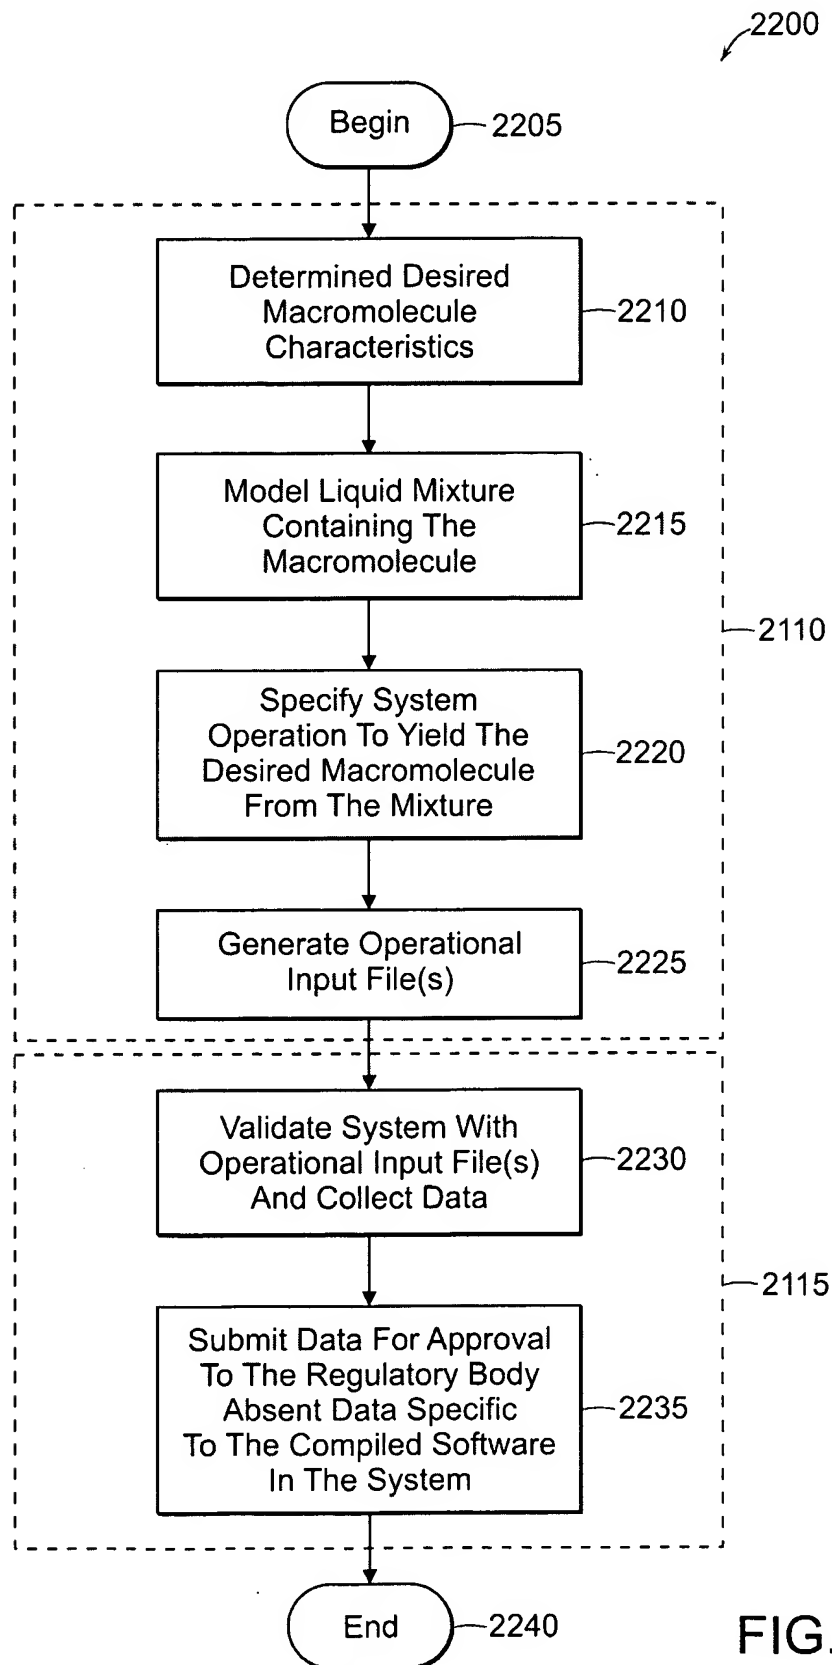 2200
Begin
2205
Determined Desired
Macromolecule
Characteristics
2210
Model Liquid Mixture
Containing The
Macromolecule
2215
2110
Specify System
Operation To Yield The
Desired Macromolecule
From The Mixture
2220
Generate Operational
Input File(s)
2225
Validate System With
Operational Input File(s)
And Collect Data
2230
2115
Submit Data For Approval
To The Regulatory Body
Absent Data Specific
To The Compiled Software
In The System
2235
End
2240
FIG.